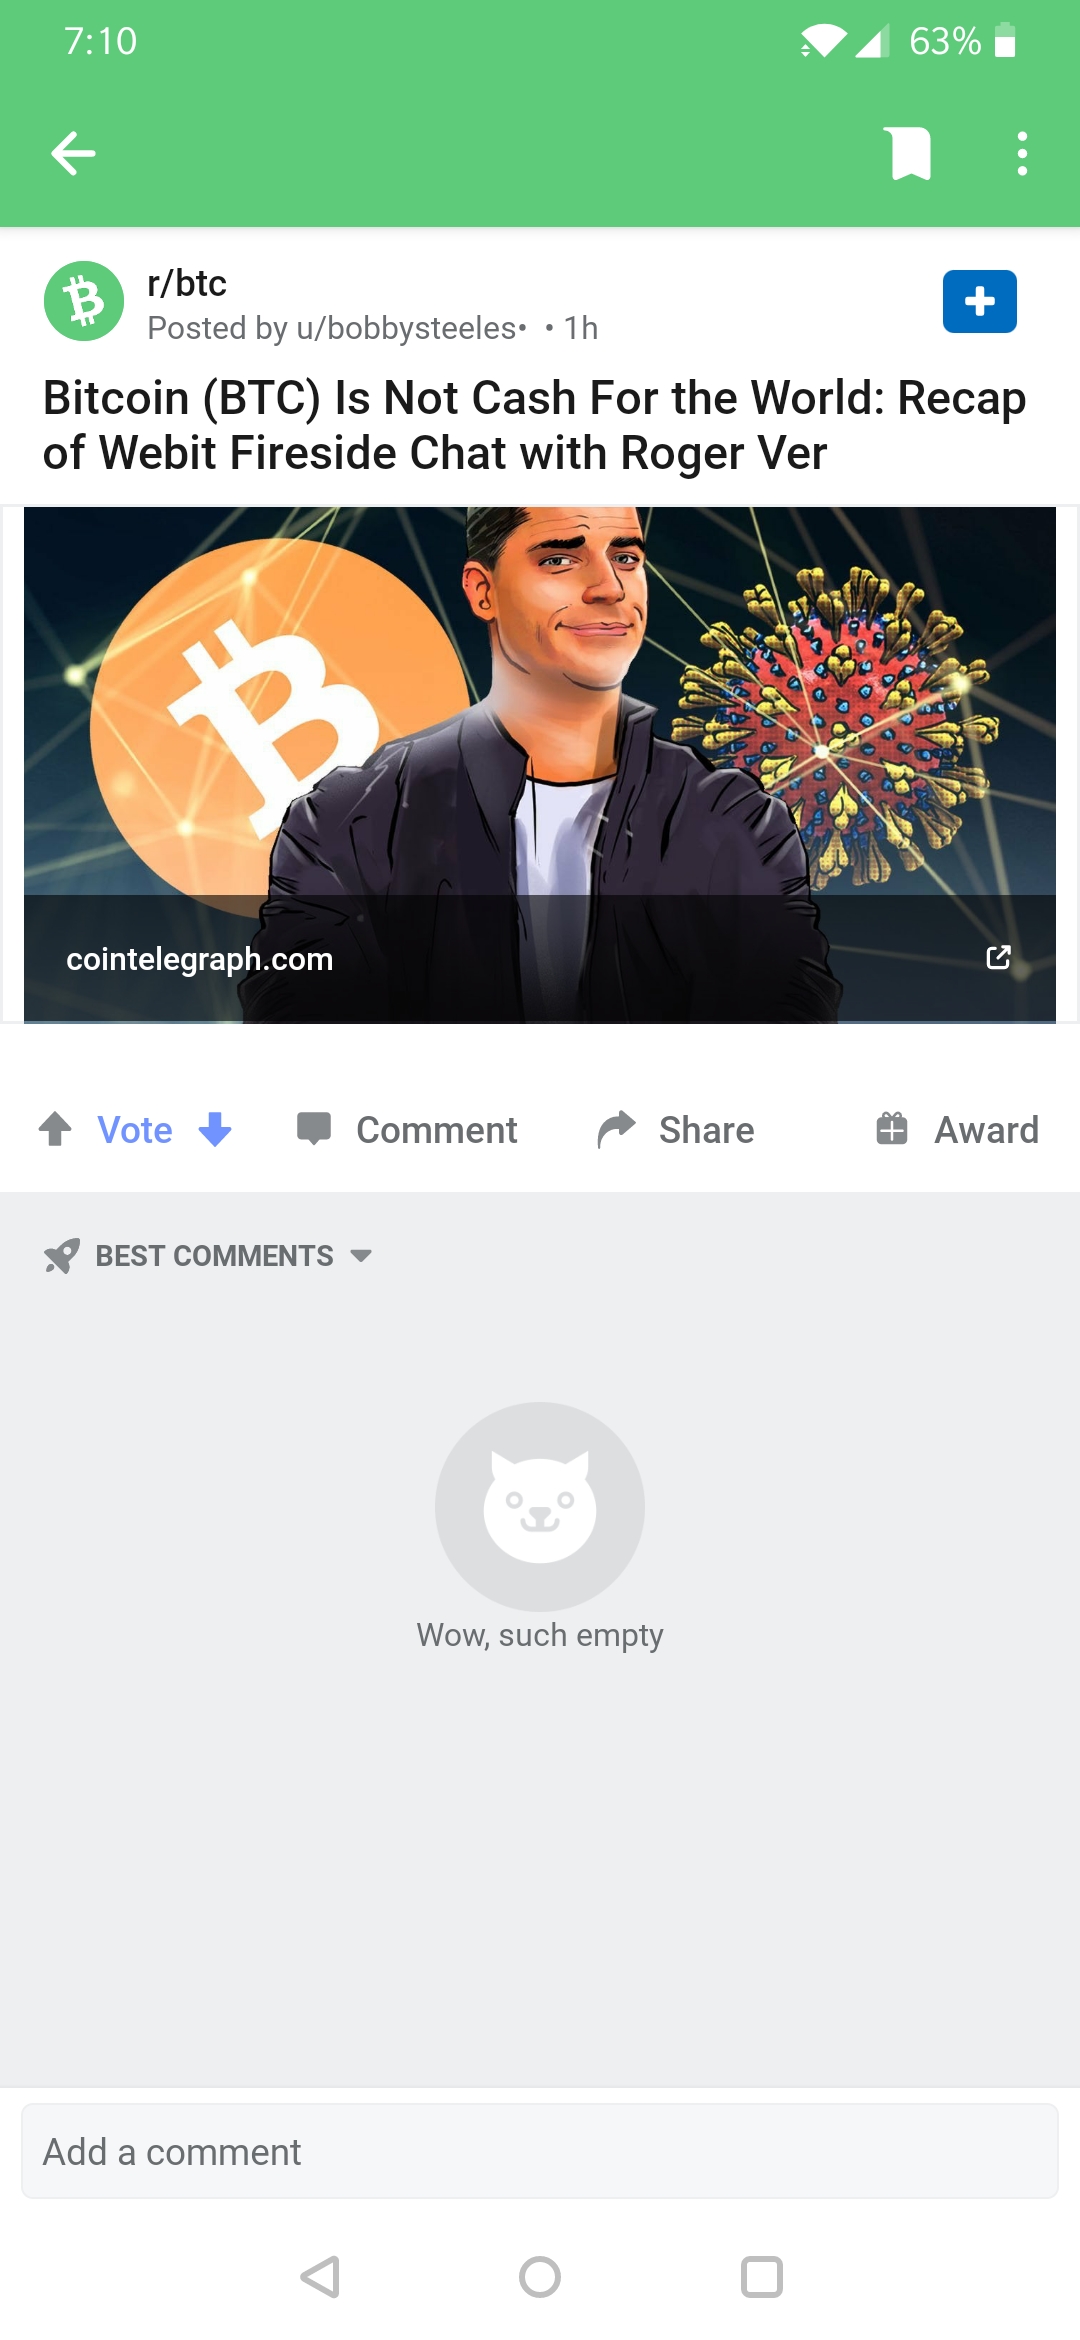 7:10
63%
r/btc
Posted by u/bobbysteeles• • 1h
Bitcoin (BTC) Is Not Cash For the World: Recap
of Webit Fireside Chat with Roger Ver
cointelegraph.com
Vote
Comment
Share
Award
BEST COMMENTS
Wow, such empty
Add a comment